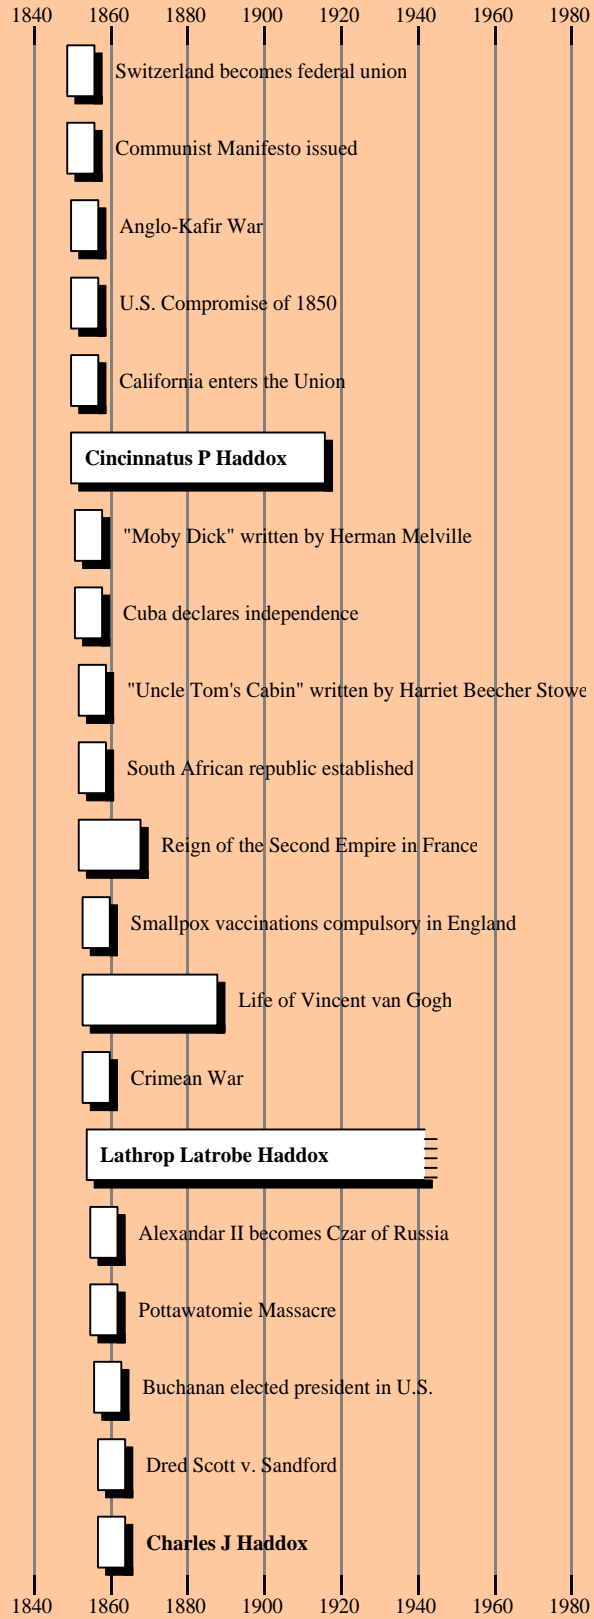 1840 1860 1880 1900 1920 1940 1960 1980
Switzerland becomes federal union
Communist Manifesto issued
Anglo-Kafir War
U.S. Compromise of 1850
California enters the Union
Cincinnatus P Haddox
"Moby Dick" written by Herman Melville
Cuba declares independence
"Uncle Tom's Cabin" written by Harriet Beecher Stowe
South African republic established
Reign of the Second Empire in France
Smallpox vaccinations compulsory in England
Life of Vincent van Gogh
Crimean War
Lathrop Latrobe Haddox
Alexandar II becomes Czar of Russia
Pottawatomie Massacre
Buchanan elected president in U.S.
Dred Scott v. Sandford
Charles J Haddox
1840 1860 1880 1900 1920 1940 1960 1980